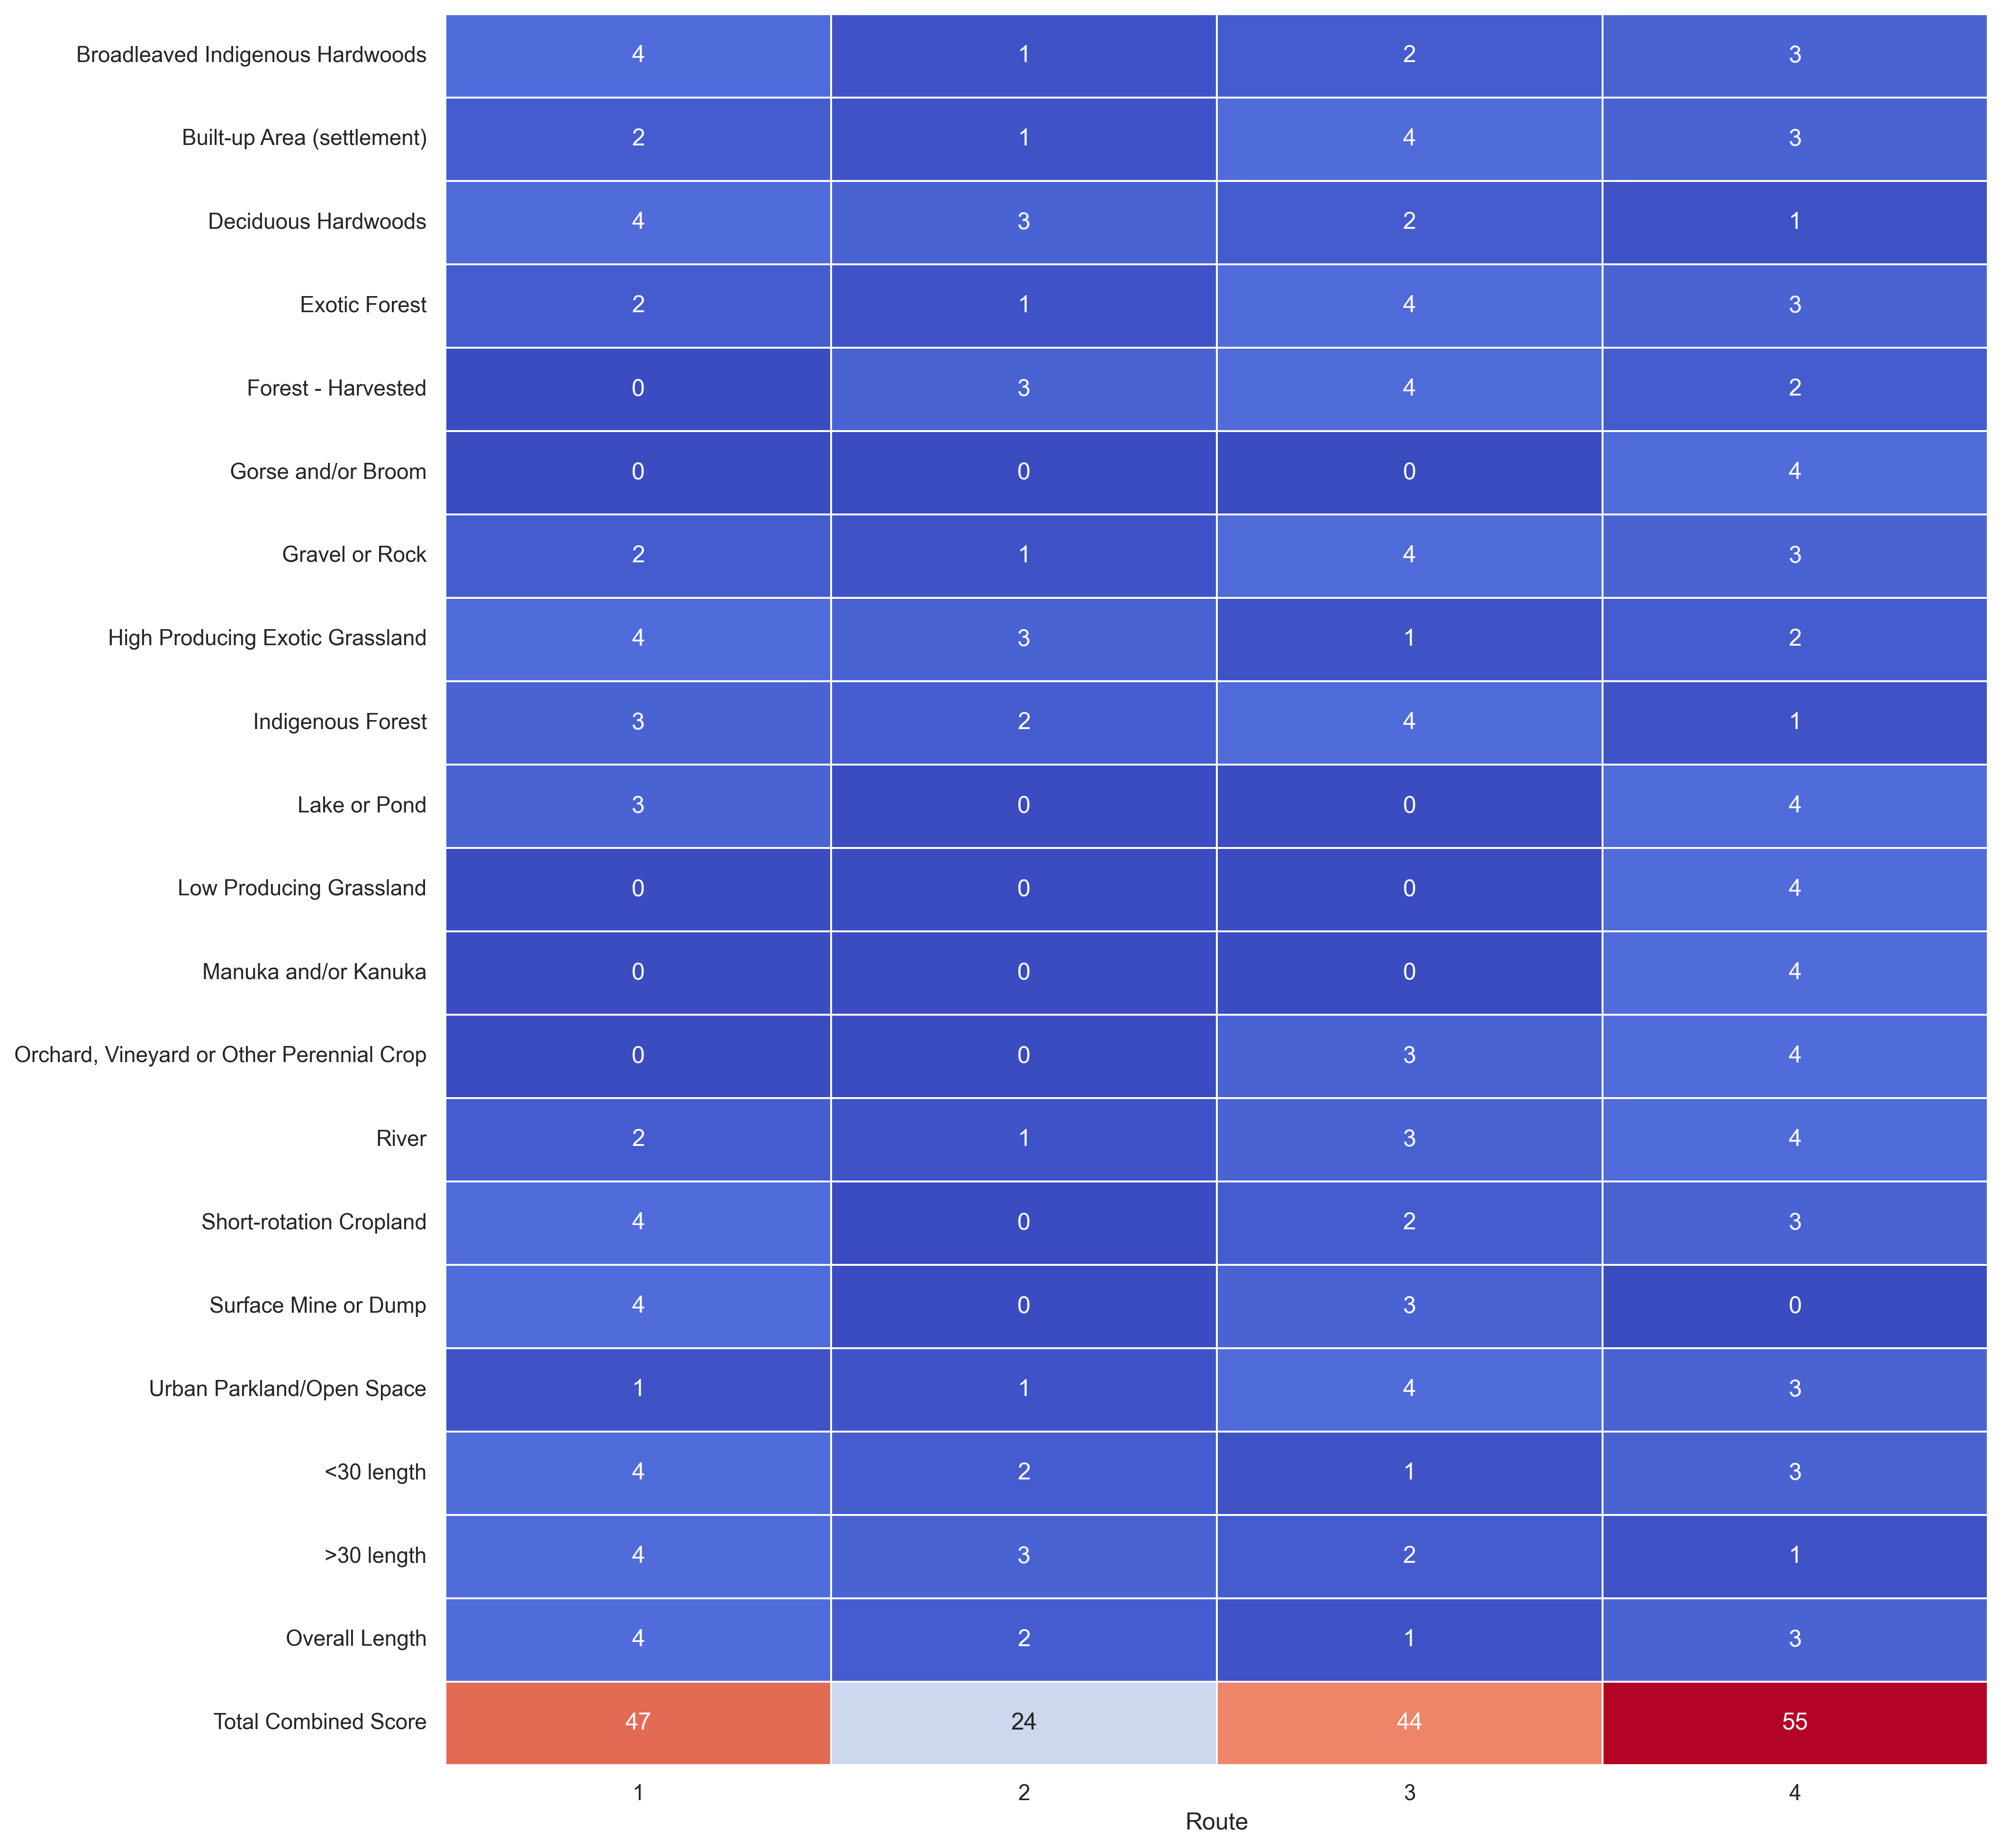 Broadleaved Indigenous Hardwoods 4 1 2 3
Built-up Area (settlement) 2 1 4 3
Deciduous Hardwoods 4 3 2 1
Exotic Forest 2 1 4 3
Forest - Harvested 0 3 4 2
Gorse and/or Broom 0 0 0 4
Gravel or Rock 2 1 4 3
High Producing Exotic Grassland 4 3 1 2
Indigenous Forest 3 2 4 1
Lake or Pond 3 0 0 4
Low Producing Grassland 0 0 0 4
Manuka and/or Kanuka 0 0 0 4
Orchard, Vineyard or Other Perennial Crop 0 0 3 4
River 2 1 3 4
Short-rotation Cropland 4 0 2 3
Surface Mine or Dump 4 0 3 0
Urban Parkland/Open Space 1 1 4 3
<30 length 4 2 1 3
>30 length 4 3 2 1
Overall Length 4 2 1 3
Total Combined Score 47 24 44 55
1 2 3 4
Route